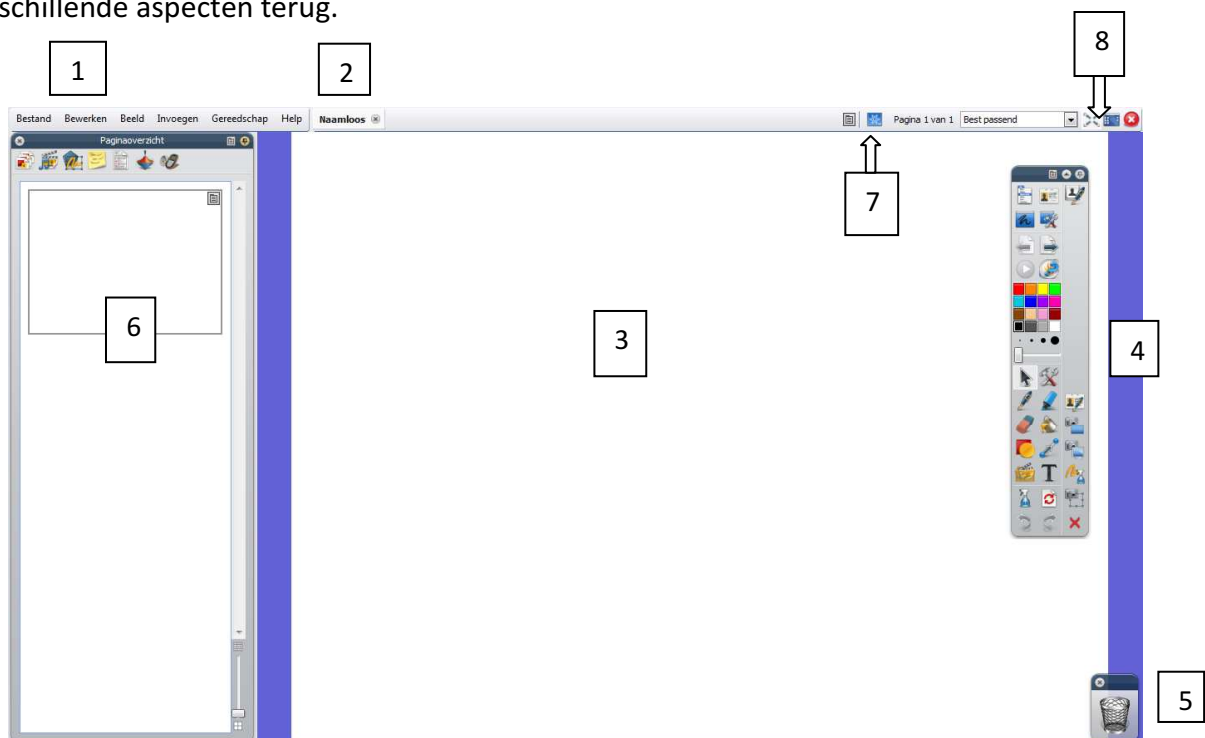 schillende aspecten terug.
8
1
2
Bestand Bewerken Beeld Invoegen Gereedschap Help Naamloos Pagina 1 van 1 Best passend
Paginaoverzicht
7
6
3
4
T
5